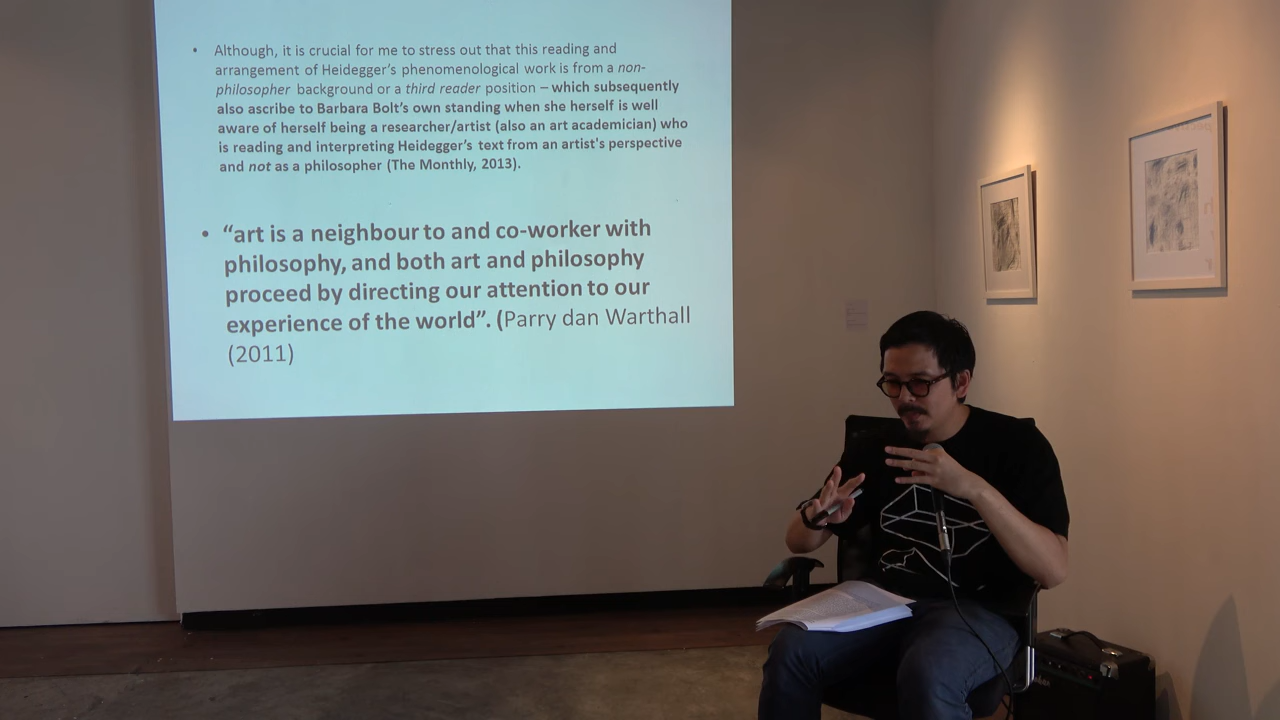 • Although, it is crucial for me to stress out that this reading and
arrangement of Heidegger's phenomenological work is from a non-
philosopher background or a third reader position – which subsequently
also ascribe to Barbara Bolt's own standing when she herself is well
aware of herself being a researcher/artist (also an art academician) who
is reading and interpreting Heidegger's text from an artist's perspective
and not as a philosopher (The Monthly, 2013).
• “art is a neighbour to and co-worker with
philosophy, and both art and philosophy
proceed by directing our attention to our
experience of the world”. (Parry dan Warthall
(2011)